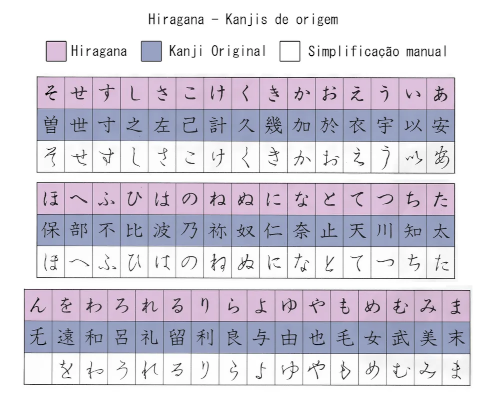 Hiragana – Kanjis de origem
Hiragana Kanji Original Simplificação manual
そ せ す し さ こ け く き か お え う い あ
曽 世 寸 之 左 己 計 久 幾 加 於 衣 宇 以 安
そ せ す し さ こ け く き か お え う 以 安
ほ へ ふ ひ は の ね ぬ に な と て つ ち た
保 部 不 比 波 乃 祢 奴 仁 奈 止 天 川 知 太
ほ へ ふ ひ は の ね ぬ に な と て つ ち た
ん を わ ろ れ る り ら よ ゆ や も め む み ま
无 遠 和 呂 礼 留 利 良 与 由 也 毛 女 武 美 末
を わ ろ れ る り ら よ ゆ や も め む み ま